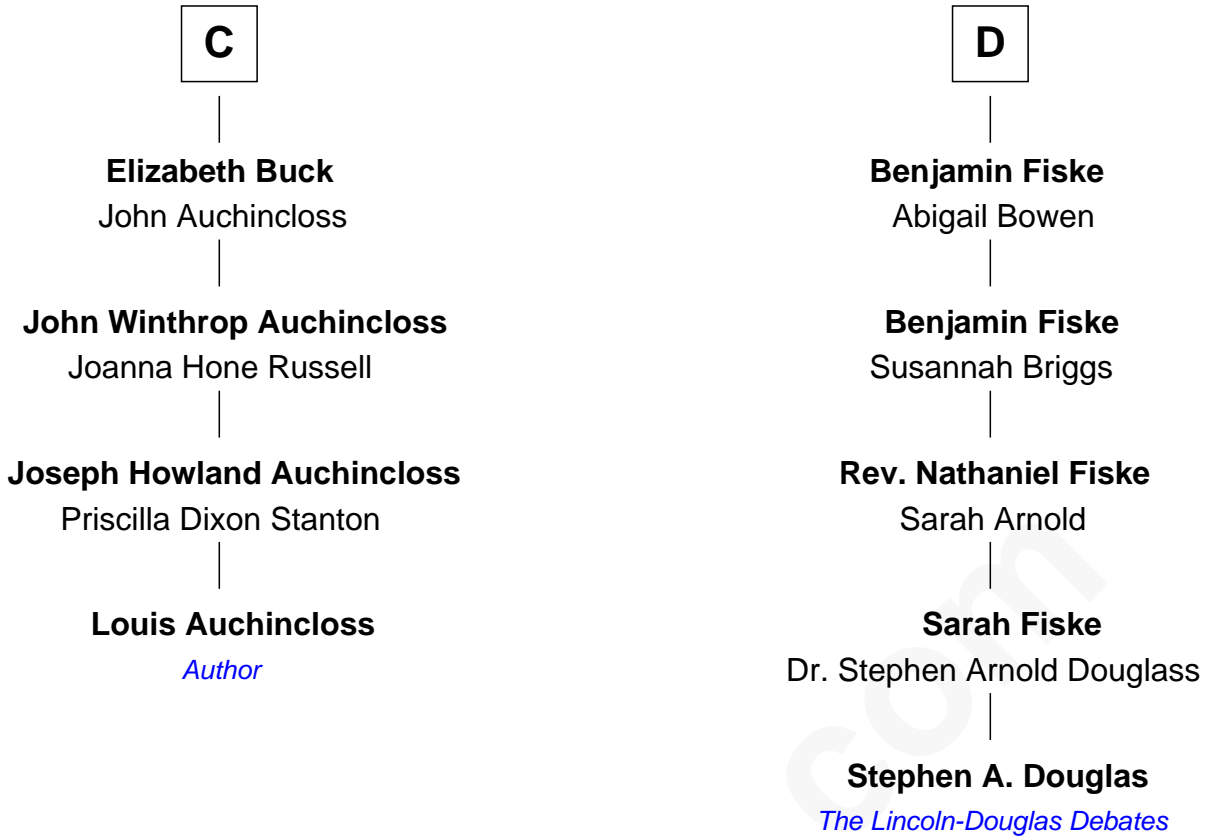 C
Elizabeth Buck
John Auchincloss
John Winthrop Auchincloss
Joanna Hone Russell
Joseph Howland Auchincloss
Priscilla Dixon Stanton
Louis Auchincloss
Author
D
Benjamin Fiske
Abigail Bowen
Benjamin Fiske
Susannah Briggs
Rev. Nathaniel Fiske
Sarah Arnold
Sarah Fiske
Dr. Stephen Arnold Douglass
Stephen A. Douglas
The Lincoln-Douglas Debates
com